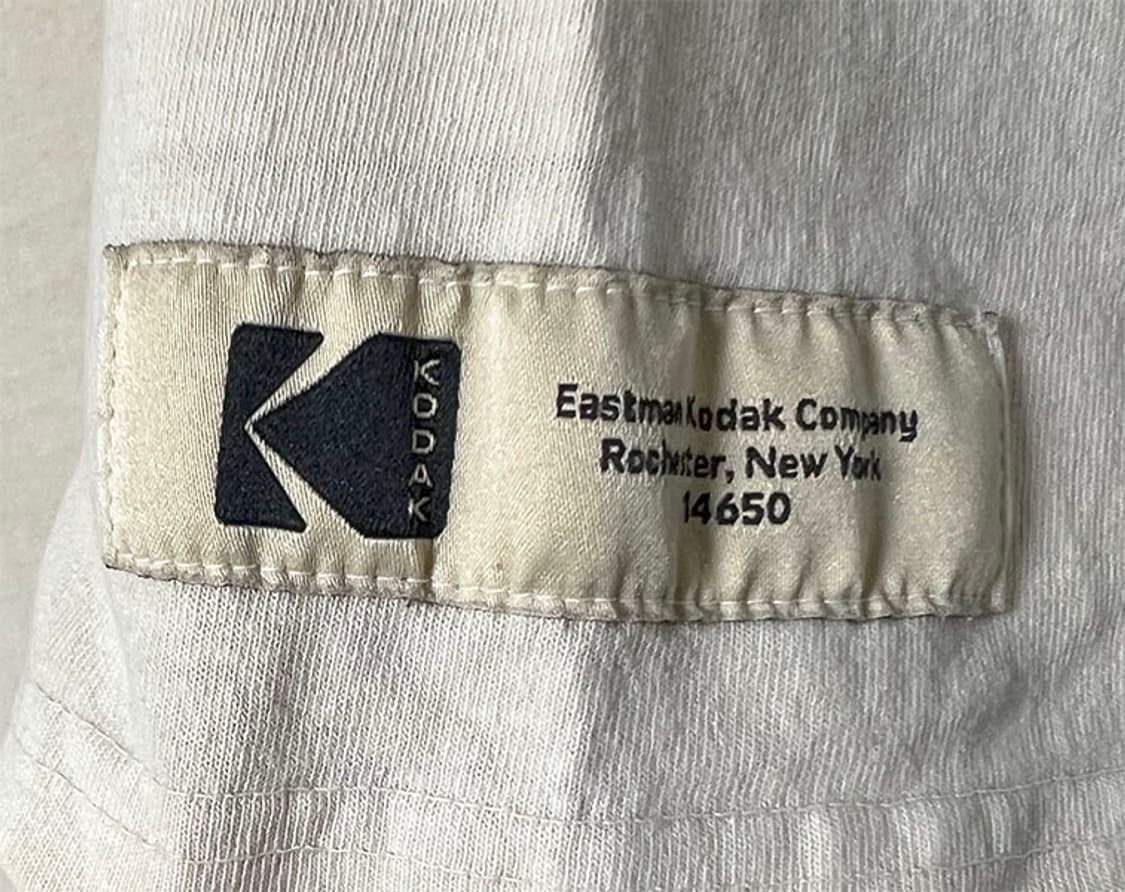 KODAK
Eastman Kodak Company
Rochester, New York
14650